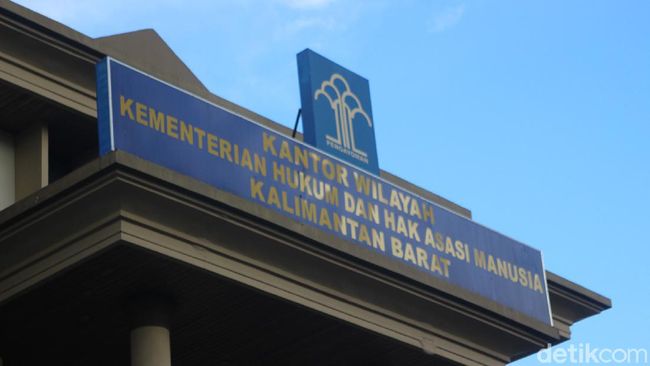 PENGAYOMAN
KANTOR WILAYAH
KEMENTERIAN HUKUM DAN HAK ASASI MANUSIA
KALIMANTAN BARAT
detikcom